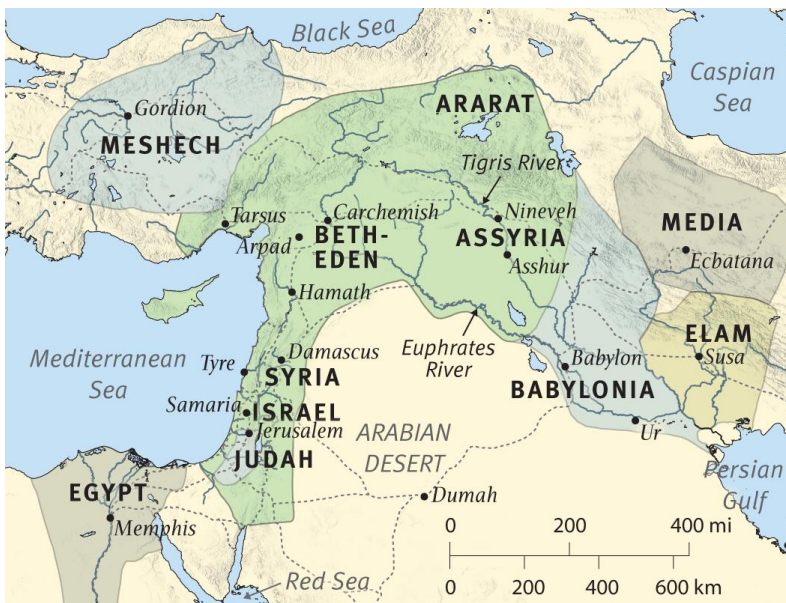 Black Sea
Caspian
Sea
ARARAT
Gordion
MESHECH
Tigris River
Tarsus
Carchemish
Nineveh
MEDIA
Arpad
BETH-
EDEN
ASSYRIA
Ecbatana
Asshur
Hamath
ELAM
Mediterranean
Sea
Euphrates
River
Tyre
Damascus
Babylon
Susa
SYRIA
BABYLONIA
Samaria
ISRAEL
Jerusalem
ARABIAN
DESERT
Ur
JUDAH
Persian
Gulf
EGYPT
Dumah
Memphis
0 200 400 mi
0 200 400 600 km
Red Sea